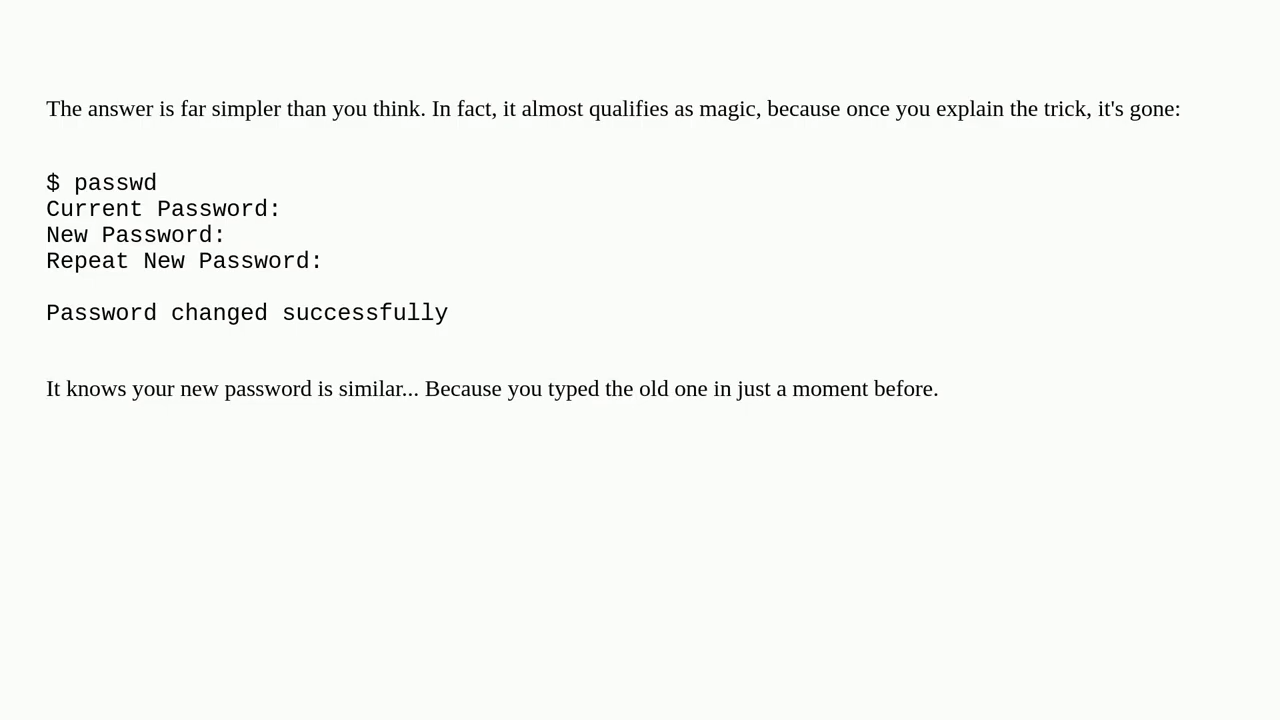 The answer is far simpler than you think. In fact, it almost qualifies as magic, because once you explain the trick, it's gone:
$ passwd
Current Password:
New Password:
Repeat New Password:
Password changed successfully
It knows your new password is similar... Because you typed the old one in just a moment before.